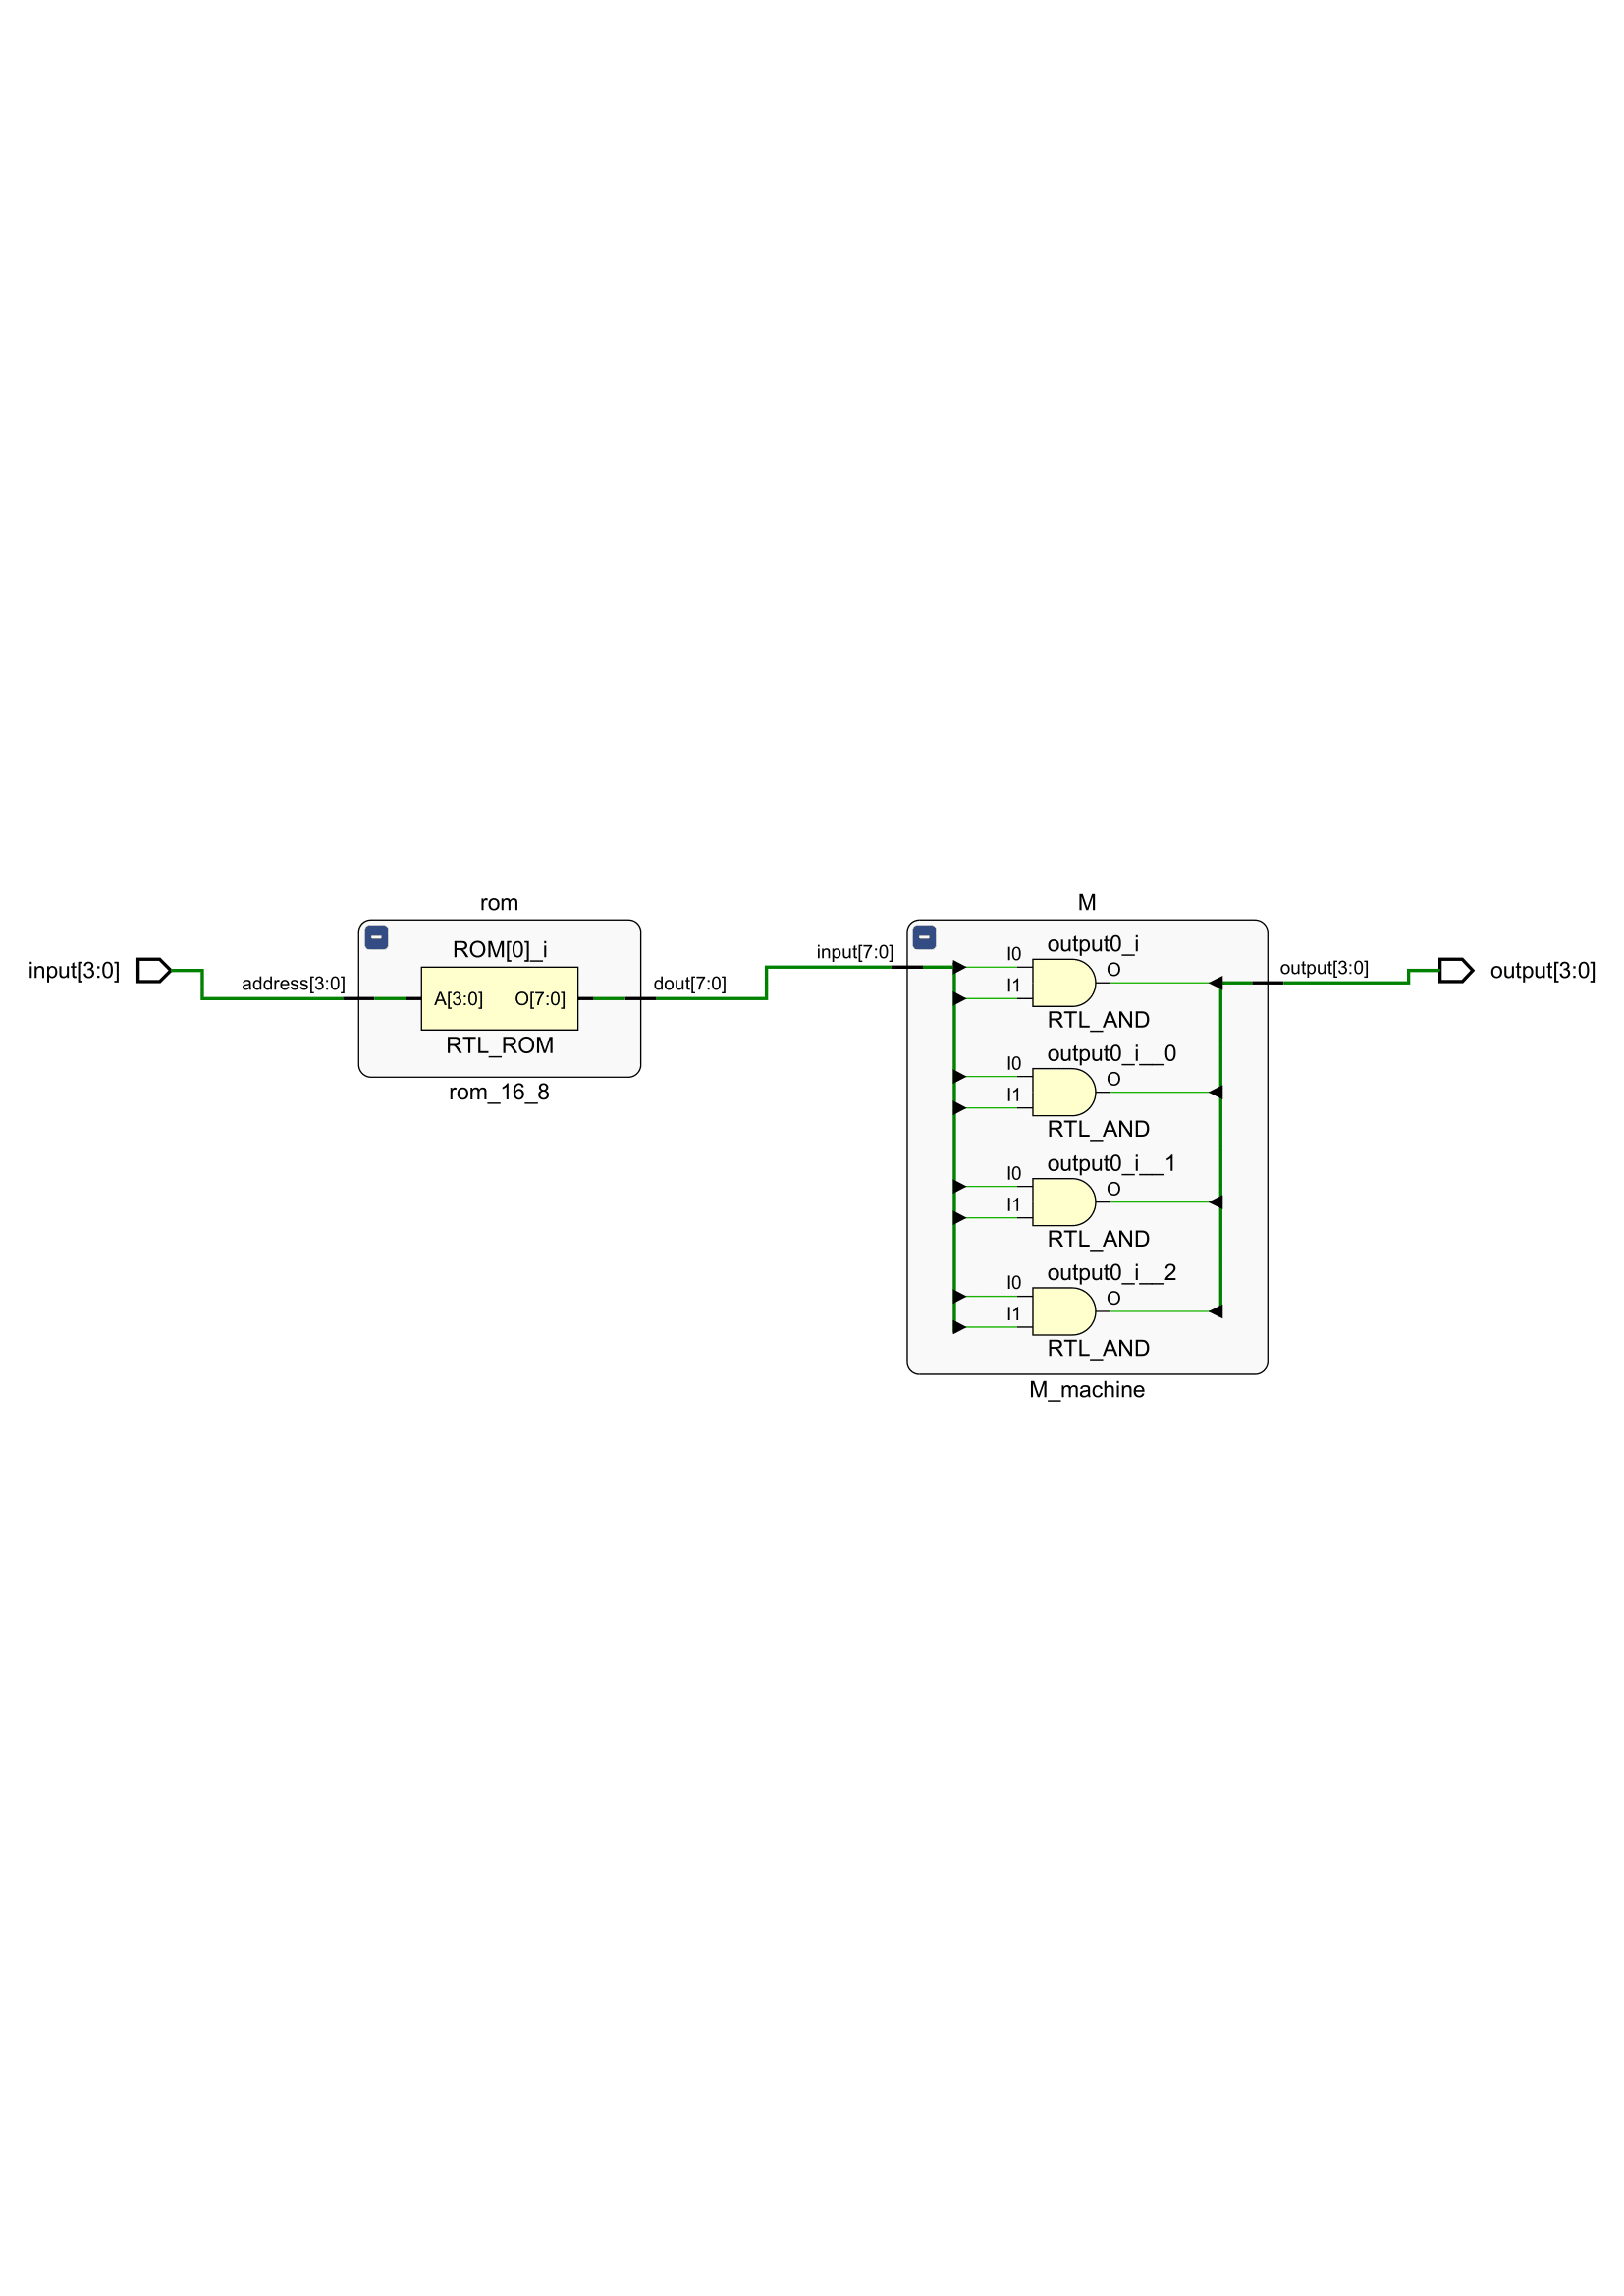 input[3:0]
address[3:0]
rom
ROM[0]_i
A[3:0]
O[7:0]
RTL_ROM
rom_16_8
dout[7:0]
input[7:0]
M
output0_i
I0
I1
O
RTL_AND
output0_i__0
I0
I1
O
RTL_AND
output0_i__1
I0
I1
O
RTL_AND
output0_i__2
I0
I1
O
RTL_AND
M_machine
output[3:0]
output[3:0]